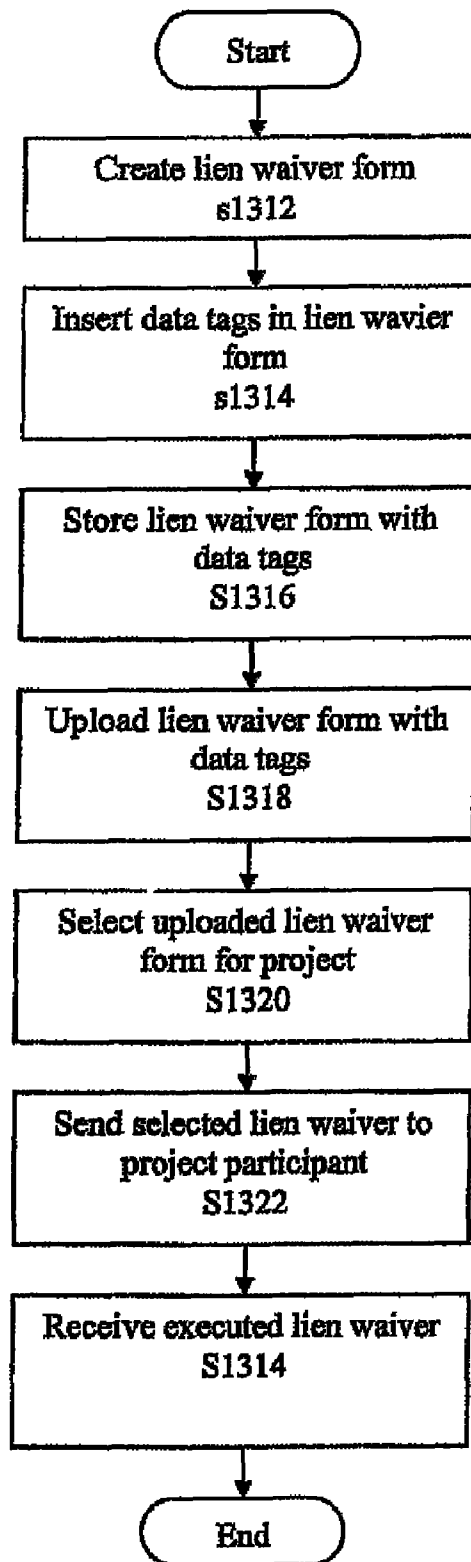 Start
Create lien waiver form
s1312
Insert data tags in lien wavier
form
s1314
Store lien waiver form with
data tags
S1316
Upload lien waiver form with
data tags
S1318
Select uploaded lien waiver
form for project
S1320
Send selected lien waiver to
project participant
S1322
Receive executed lien waiver
S1314
End